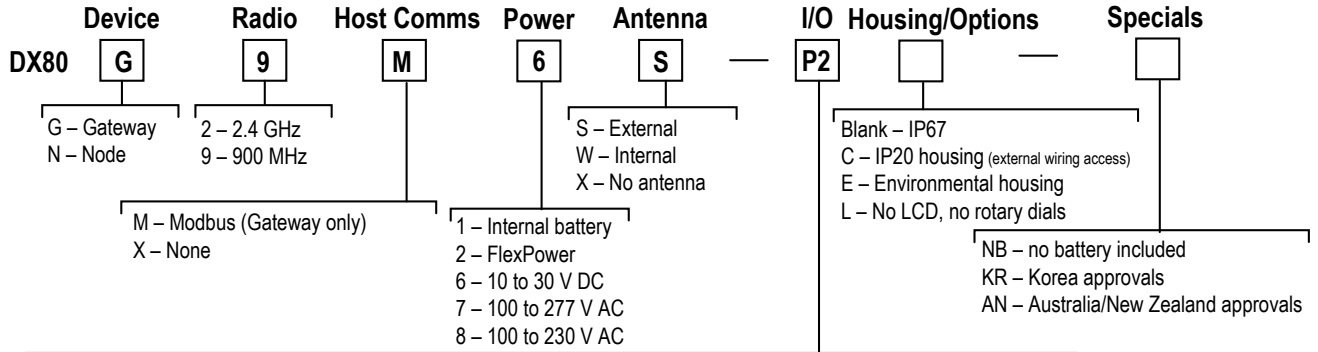 Device Radio Host Comms Power Antenna I/O Housing/Options Specials
DX80 G 9 M 6 S — P2 —
G – Gateway
N – Node
2 – 2.4 GHz
9 – 900 MHz
S – External
W – Internal
X – No antenna
Blank – IP67
C – IP20 housing (external wiring access)
E – Environmental housing
L – No LCD, no rotary dials
M – Modbus (Gateway only)
X – None
1 – Internal battery
2 – FlexPower
6 – 10 to 30 V DC
7 – 100 to 277 V AC
8 – 100 to 230 V AC
NB – no battery included
KR – Korea approvals
AN – Australia/New Zealand approvals